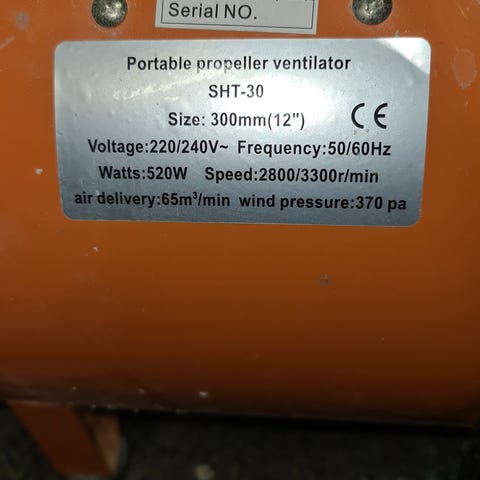 Serial NO.
Portable propeller ventilator
SHT-30
Size: 300mm(12") CE
Voltage:220/240V~ Frequency:50/60Hz
Watts:520W Speed:2800/3300r/min
air delivery:65m³/min wind pressure:370 pa